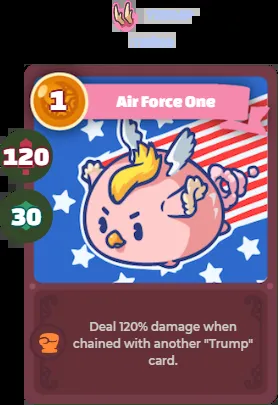 1
Air Force One
120
30
Deal 120% damage when
chained with another "Trump"
card.